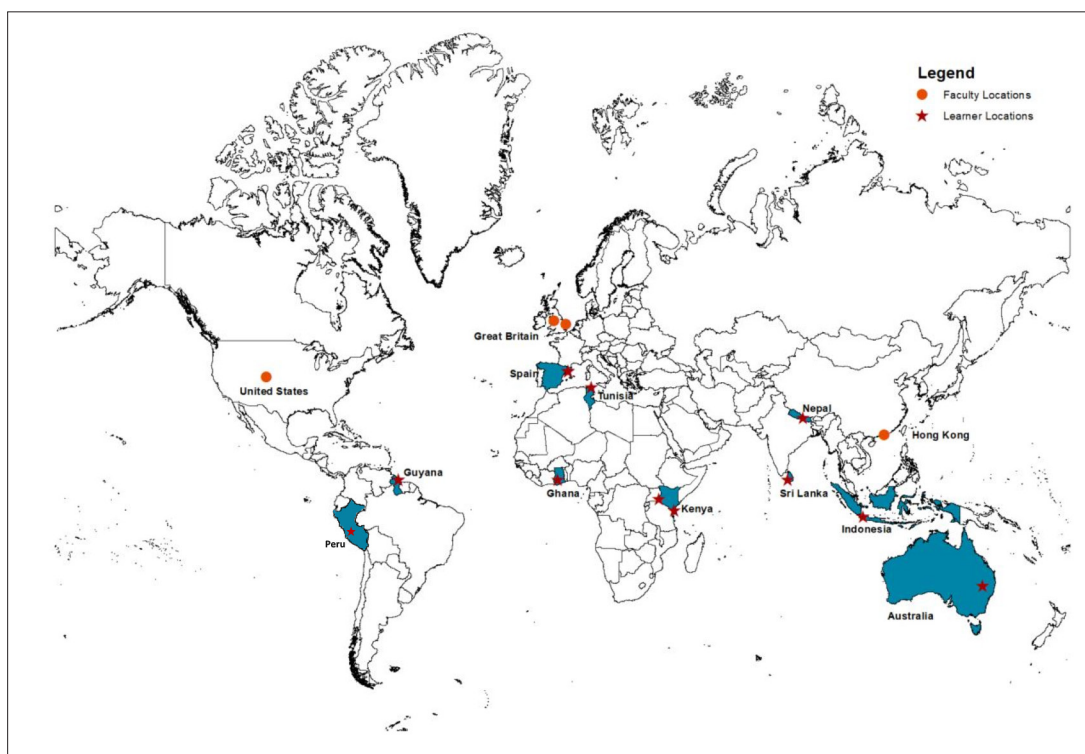 Legend
Faculty Locations
Learner Locations
Great Britain
United States
Spain
Tunisia
Nepal
Hong Kong
Guyana
Ghana
Kenya
Sri Lanka
Indonesia
Peru
Australia